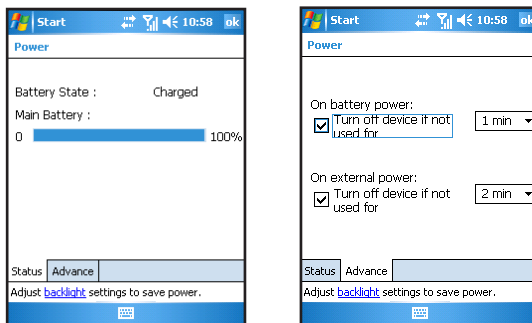 Start 10:58 ok
Power
Battery State : Charged
Main Battery :
0 100%
Status Advance
Adjust backlight settings to save power.
Start 10:58 ok
Power
On battery power:
Turn off device if not
used for
1 min
On external power:
Turn off device if not
used for
2 min
Status Advance
Adjust backlight settings to save power.